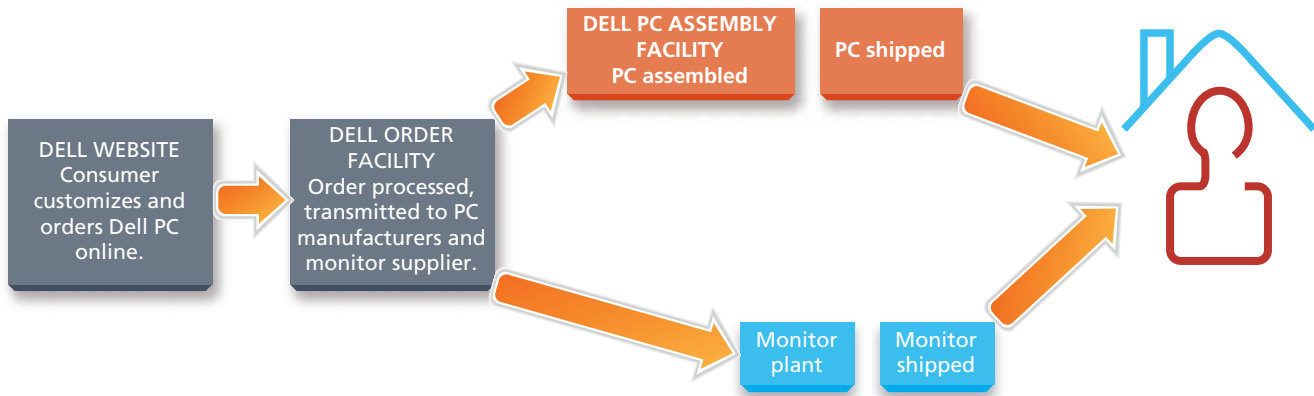 DELL WEBSITE
Consumer
customizes and
orders Dell PC
online.
DELL ORDER
FACILITY
Order processed,
transmitted to PC
manufacturers and
monitor supplier.
DELL PC ASSEMBLY
FACILITY
PC assembled
PC shipped
Monitor
plant
Monitor
shipped